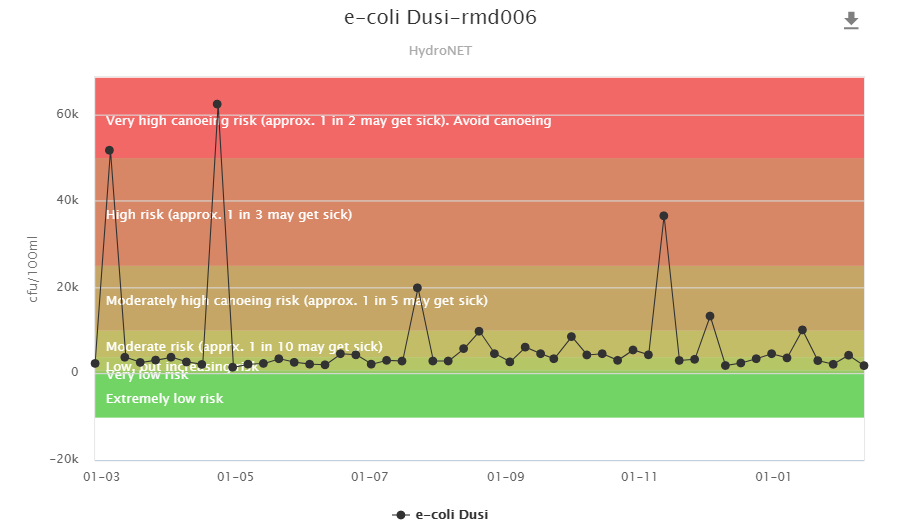 e-coli Dusi-rmd006
HydroNET
60k
Very high canoeing risk (approx. 1 in 2 may get sick). Avoid canoeing
40k
High risk (approx. 1 in 3 may get sick)
cfu/100ml
20k
Moderately high canoeing risk (approx. 1 in 5 may get sick)
Moderate risk (apprx. 1 in 10 may get sick)
Low, but increasing risk
0
Very low risk
Extremely low risk
-20k
01-03 01-05 01-07 01-09 01-11 01-01
e-coli Dusi